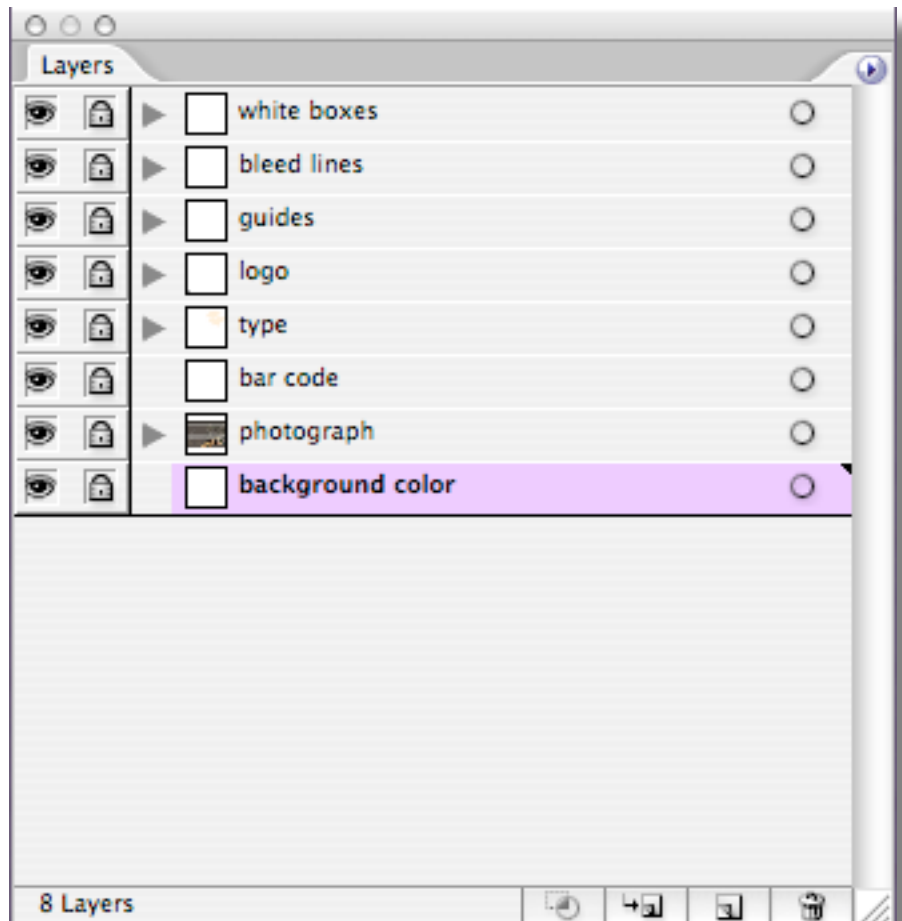 Layers
white boxes
bleed lines
guides
logo
type
bar code
photograph
background color
8 Layers